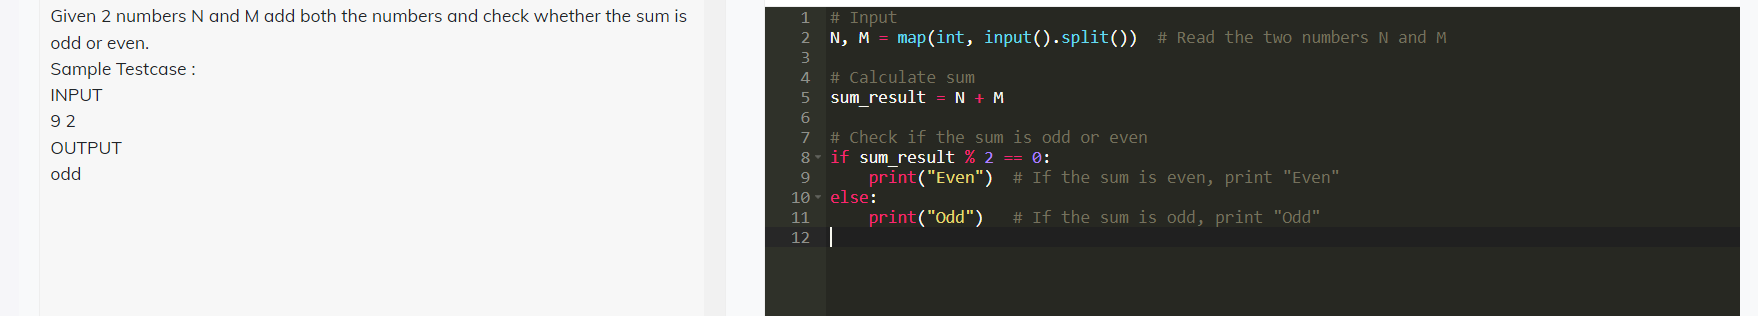 Given 2 numbers N and M add both the numbers and check whether the sum is
odd or even.
Sample Testcase :
INPUT
9 2
OUTPUT
odd
1 # Input
2 N, M = map(int, input().split())  # Read the two numbers N and M
3
4 # Calculate sum
5 sum_result = N + M
6
7 # Check if the sum is odd or even
8 if sum_result % 2 == 0:
9     print("Even")  # If the sum is even, print "Even"
10 else:
11     print("Odd")   # If the sum is odd, print "Odd"
12